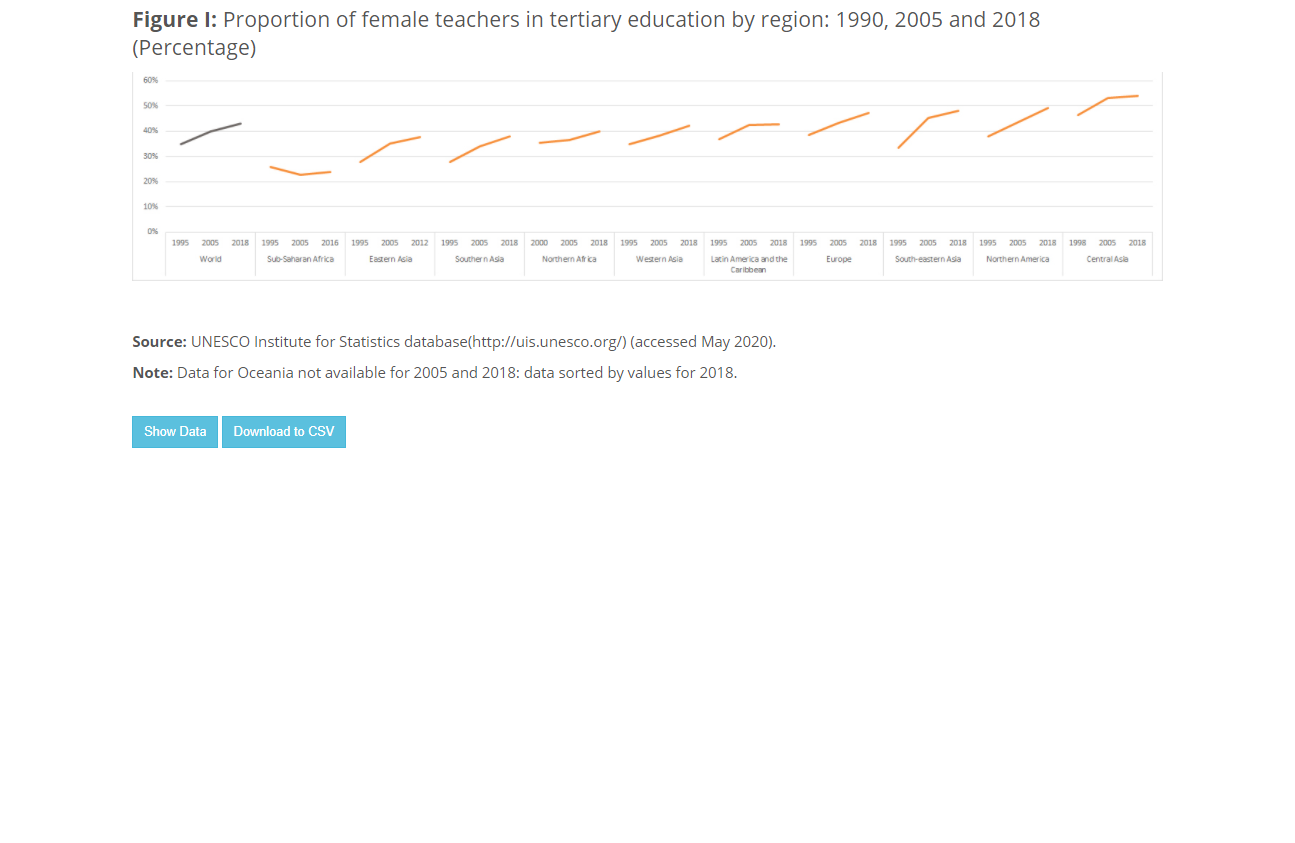 Figure I: Proportion of female teachers in tertiary education by region: 1990, 2005 and 2018
(Percentage)
60%
50%
40%
30%
20%
10%
0%
1995 2005 2018 1995 2005 2016 1995 2005 2012 1995 2005 2018 2000 2005 2018 1995 2005 2018 1995 2005 2018 1995 2005 2018 1995 2005 2018 1995 2005 2018 1998 2005 2018
World Sub-Saharan Africa Eastern Asia Southern Asia Northern Africa Western Asia Latin America and the Europe South-eastern Asia Northern America Central Asia
Caribbean
Source: UNESCO Institute for Statistics database(http://uis.unesco.org/) (accessed May 2020).
Note: Data for Oceania not available for 2005 and 2018: data sorted by values for 2018.
Show Data Download to CSV